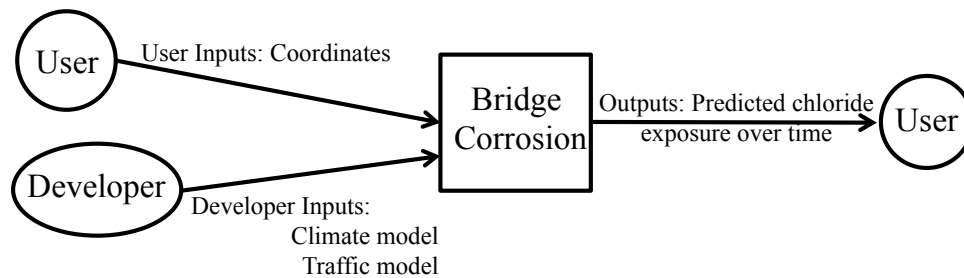 User
User Inputs: Coordinates
Bridge
Corrosion
Outputs: Predicted chloride
exposure over time
User
Developer
Developer Inputs:
Climate model
Traffic model